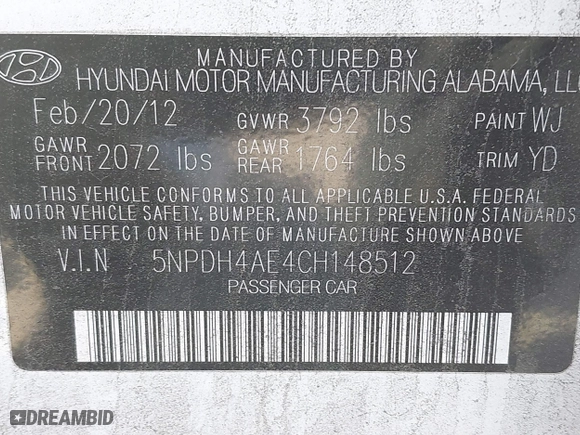 MANUFACTURED BY
HYUNDAI MOTOR MANUFACTURING ALABAMA, LLC
Feb/20/12 GVWR 3792 lbs PAINT WJ
GAWR FRONT 2072 lbs GAWR REAR 1764 lbs TRIM YD
THIS VEHICLE CONFORMS TO ALL APPLICABLE U.S.A. FEDERAL
MOTOR VEHICLE SAFETY, BUMPER, AND THEFT PREVENTION STANDARDS
IN EFFECT ON THE DATE OF MANUFACTURE SHOWN ABOVE.
V.I.N 5NPDH4AE4CH148512
PASSENGER CAR
DREAMBID